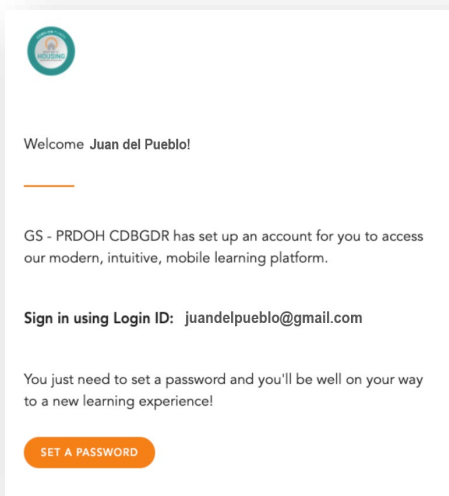 HOUSING
Welcome Juan del Pueblo!
GS - PRDOH CDBGDR has set up an account for you to access
our modern, intuitive, mobile learning platform.
Sign in using Login ID: juandelpueblo@gmail.com
You just need to set a password and you'll be well on your way
to a new learning experience!
SET A PASSWORD